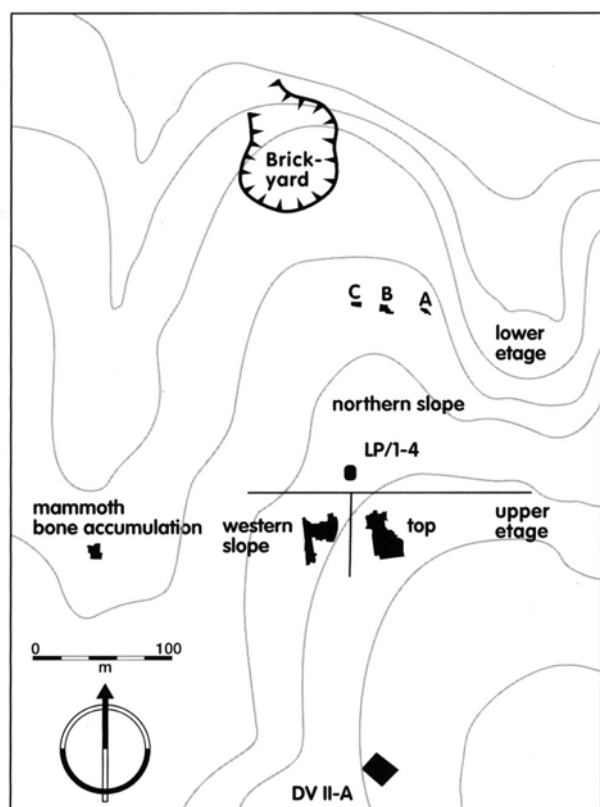 Brick-
yard
C B A
lower
etage
northern slope
LP/1-4
mammoth
bone accumulation
western
slope
top
upper
etage
0 100
m
DV II-A